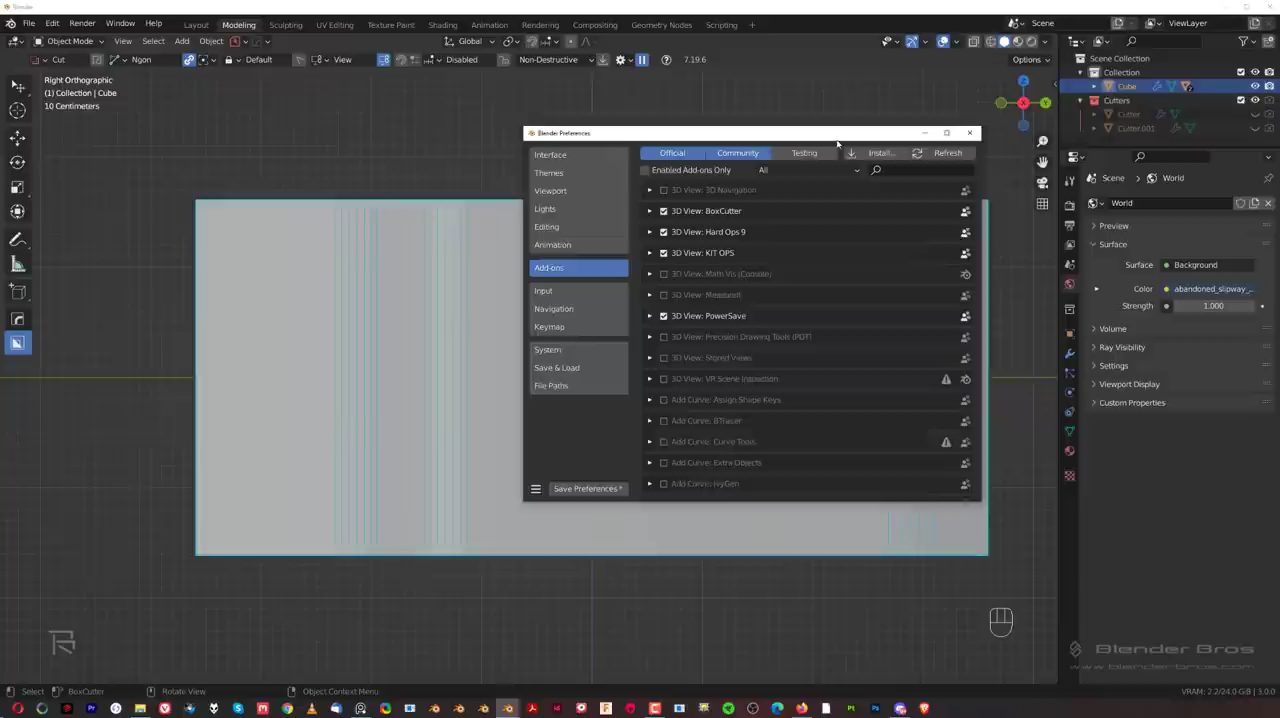 Blender
File Edit Render Window Help Layout Modeling Sculpting UV Editing Texture Paint Shading Animation Rendering Compositing Geometry Nodes Scripting + Scene ViewLayer
Object Mode View Select Add Object Global
Cut Ngon Default View Disabled Non-Destructive 7.19.6 Options
Right Orthographic
(1) Collection | Cube
10 Centimeters
Y
Scene Collection
Collection
Cube
Cutters
Cutter
Cutter.001
Blender Preferences
Interface
Themes
Viewport
Lights
Editing
Animation
Add-ons
Input
Navigation
Keymap
System
Save & Load
File Paths
Save Preferences *
Official Community Testing Install... Refresh
Enabled Add-ons Only All
3D View: 3D Navigation
3D View: BoxCutter
3D View: Hard Ops 9
3D View: KIT OPS
3D View: Math Vis (Console)
3D View: MeasureIt
3D View: PowerSave
3D View: Precision Drawing Tools (PDT)
3D View: Stored Views
3D View: VR Scene Inspection
Add Curve: Assign Shape Keys
Add Curve: BTracer
Add Curve: Curve Tools
Add Curve: Extra Objects
Add Curve: IvyGen
Scene World
World
Preview
Surface
Surface Background
Color abandoned_slipway_...
Strength 1.000
Volume
Ray Visibility
Settings
Viewport Display
Custom Properties
Blender Bros
www.blenderbros.com
Select BoxCutter Rotate View Object Context Menu VRAM: 2.2/24.0 GiB | 3.0.0